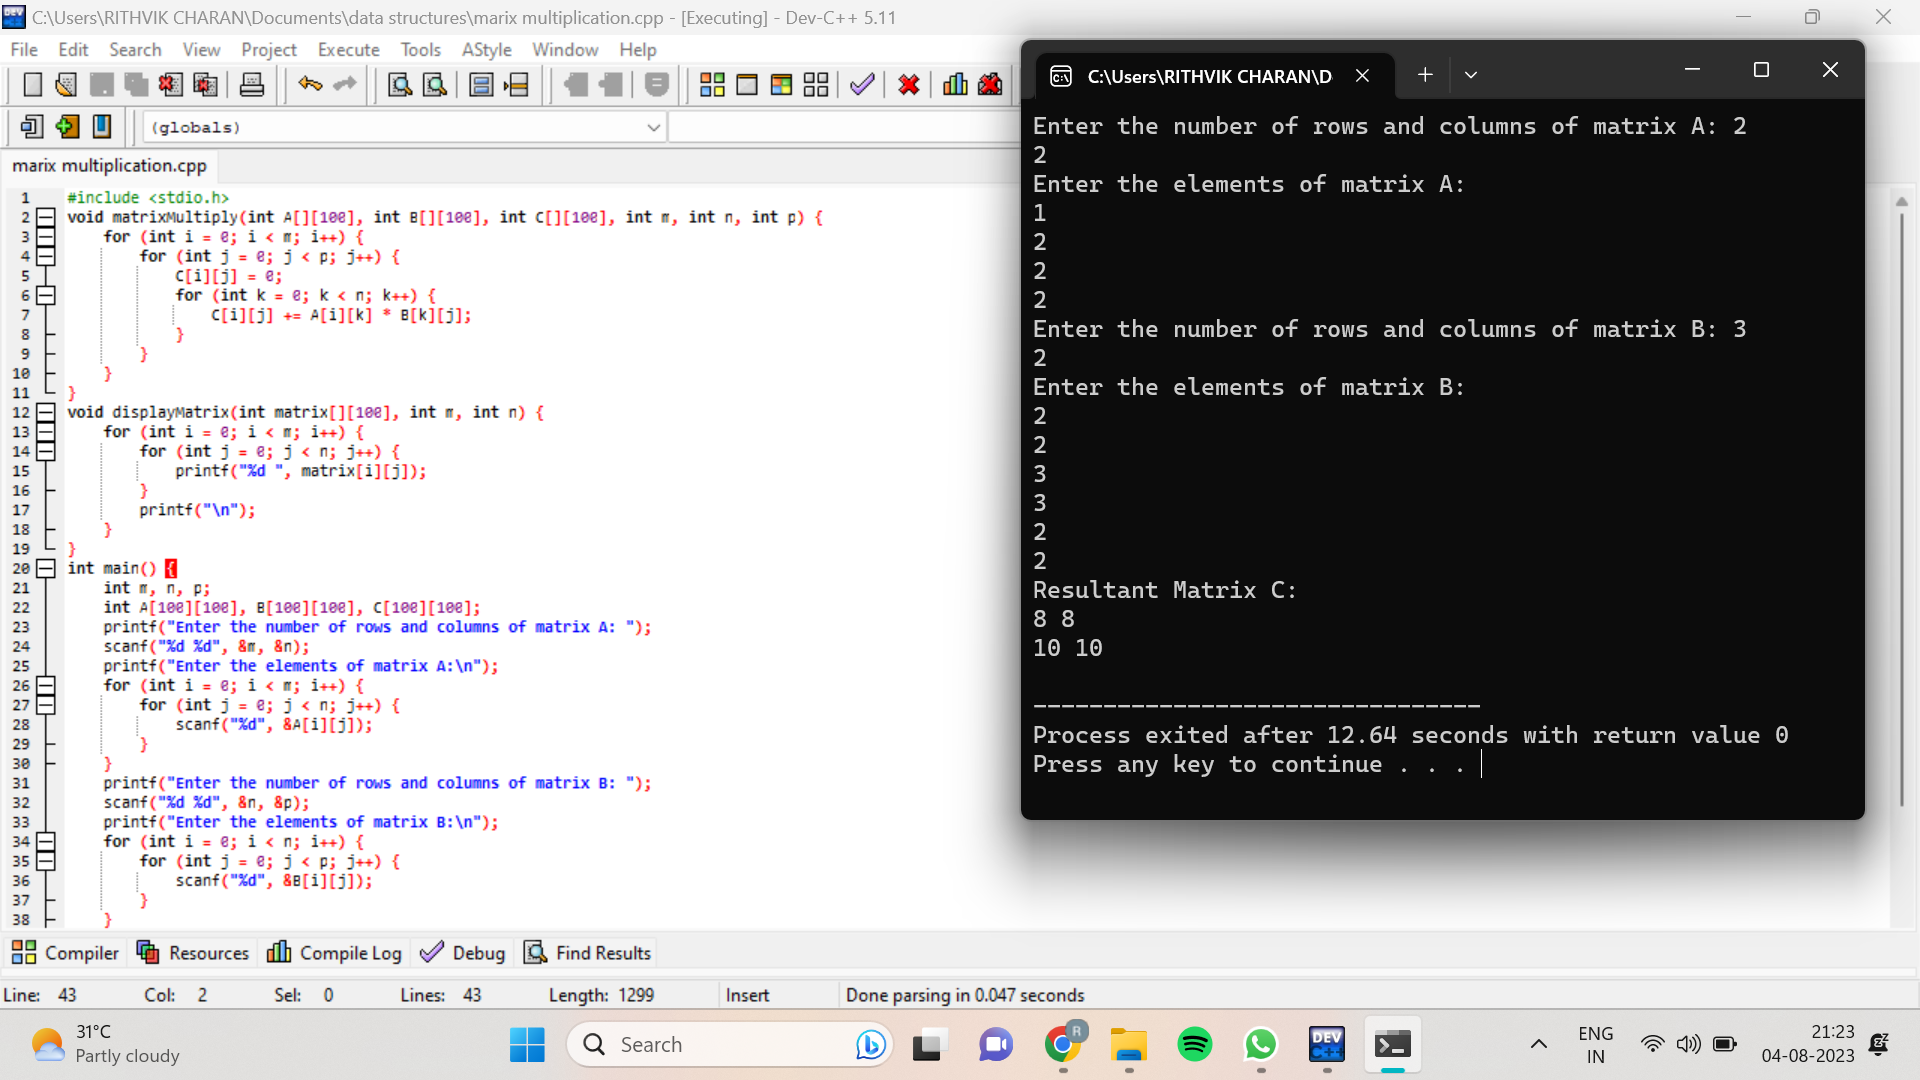 C:\Users\RITHVIK CHARAN\Documents\data structures\marix multiplication.cpp - [Executing] - Dev-C++ 5.11
File Edit Search View Project Execute Tools AStyle Window Help
(globals)
marix multiplication.cpp
1 #include <stdio.h>
2 void matrixMultiply(int A[][100], int B[][100], int C[][100], int m, int n, int p) {
3 for (int i = 0; i < m; i++) {
4 for (int j = 0; j < p; j++) {
5 C[i][j] = 0;
6 for (int k = 0; k < n; k++) {
7 C[i][j] += A[i][k] * B[k][j];
8 }
9 }
10 }
11 }
12 void displayMatrix(int matrix[][100], int m, int n) {
13 for (int i = 0; i < m; i++) {
14 for (int j = 0; j < n; j++) {
15 printf("%d ", matrix[i][j]);
16 }
17 printf("\n");
18 }
19 }
20 int main() {
21 int m, n, p;
22 int A[100][100], B[100][100], C[100][100];
23 printf("Enter the number of rows and columns of matrix A: ");
24 scanf("%d %d", &m, &n);
25 printf("Enter the elements of matrix A:\n");
26 for (int i = 0; i < m; i++) {
27 for (int j = 0; j < n; j++) {
28 scanf("%d", &A[i][j]);
29 }
30 }
31 printf("Enter the number of rows and columns of matrix B: ");
32 scanf("%d %d", &n, &p);
33 printf("Enter the elements of matrix B:\n");
34 for (int i = 0; i < n; i++) {
35 for (int j = 0; j < p; j++) {
36 scanf("%d", &B[i][j]);
37 }
38 }
C:\Users\RITHVIK CHARAN\D
Enter the number of rows and columns of matrix A: 2
2
Enter the elements of matrix A:
1
2
2
2
Enter the number of rows and columns of matrix B: 3
2
Enter the elements of matrix B:
2
2
3
3
2
2
Resultant Matrix C:
8 8
10 10
--------------------------------
Process exited after 12.64 seconds with return value 0
Press any key to continue . . .
Compiler Resources Compile Log Debug Find Results
Line: 43 Col: 2 Sel: 0 Lines: 43 Length: 1299 Insert Done parsing in 0.047 seconds
31°C
Partly cloudy
Search
R
DEV
C++
ENG
IN
21:23
04-08-2023